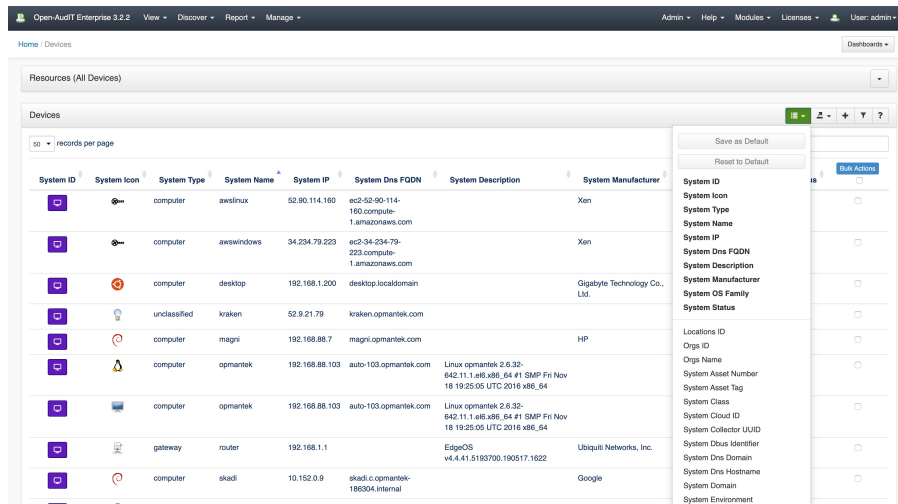 Open-AudIT Enterprise 3.2.2 View Discover Report Manage Admin Help Modules Licenses User: admin
Home / Devices Dashboards
Resources (All Devices)
Devices ?
50 records per page
Save as Default
Reset to Default
Bulk Actions
System ID System Icon System Type System Name System IP System Dns FQDN System Description System Manufacturer us
System ID
System Icon
System Type
System Name
System IP
System Dns FQDN
System Description
System Manufacturer
System OS Family
System Status
Locations ID
Orgs ID
Orgs Name
System Asset Number
System Asset Tag
System Class
System Cloud ID
System Collector UUID
System Dbus Identifier
System Dns Domain
System Dns Hostname
System Domain
System Environment
computer awslinux 52.90.114.160 ec2-52-90-114-
160.compute-
1.amazonaws.com
Xen
computer awswindows 34.234.79.223 ec2-34-234-79-
223.compute-
1.amazonaws.com
Xen
computer desktop 192.168.1.200 desktop.localdomain Gigabyte Technology Co.,
Ltd.
unclassified kraken 52.9.21.79 kraken.opmantek.com
computer magni 192.168.88.7 magni.opmantek.com HP
computer opmantek 192.168.88.103 auto-103.opmantek.com Linux opmantek 2.6.32-
642.11.1.el6.x86_64 #1 SMP Fri Nov
18 19:25:05 UTC 2016 x86_64
computer opmantek 192.168.88.103 auto-103.opmantek.com Linux opmantek 2.6.32-
642.11.1.el6.x86_64 #1 SMP Fri Nov
18 19:25:05 UTC 2016 x86_64
gateway router 192.168.1.1 EdgeOS
v4.4.41.5193700.190517.1622
Ubiquiti Networks, Inc.
computer skadi 10.152.0.9 skadi.c.opmantek-
186304.internal
Google